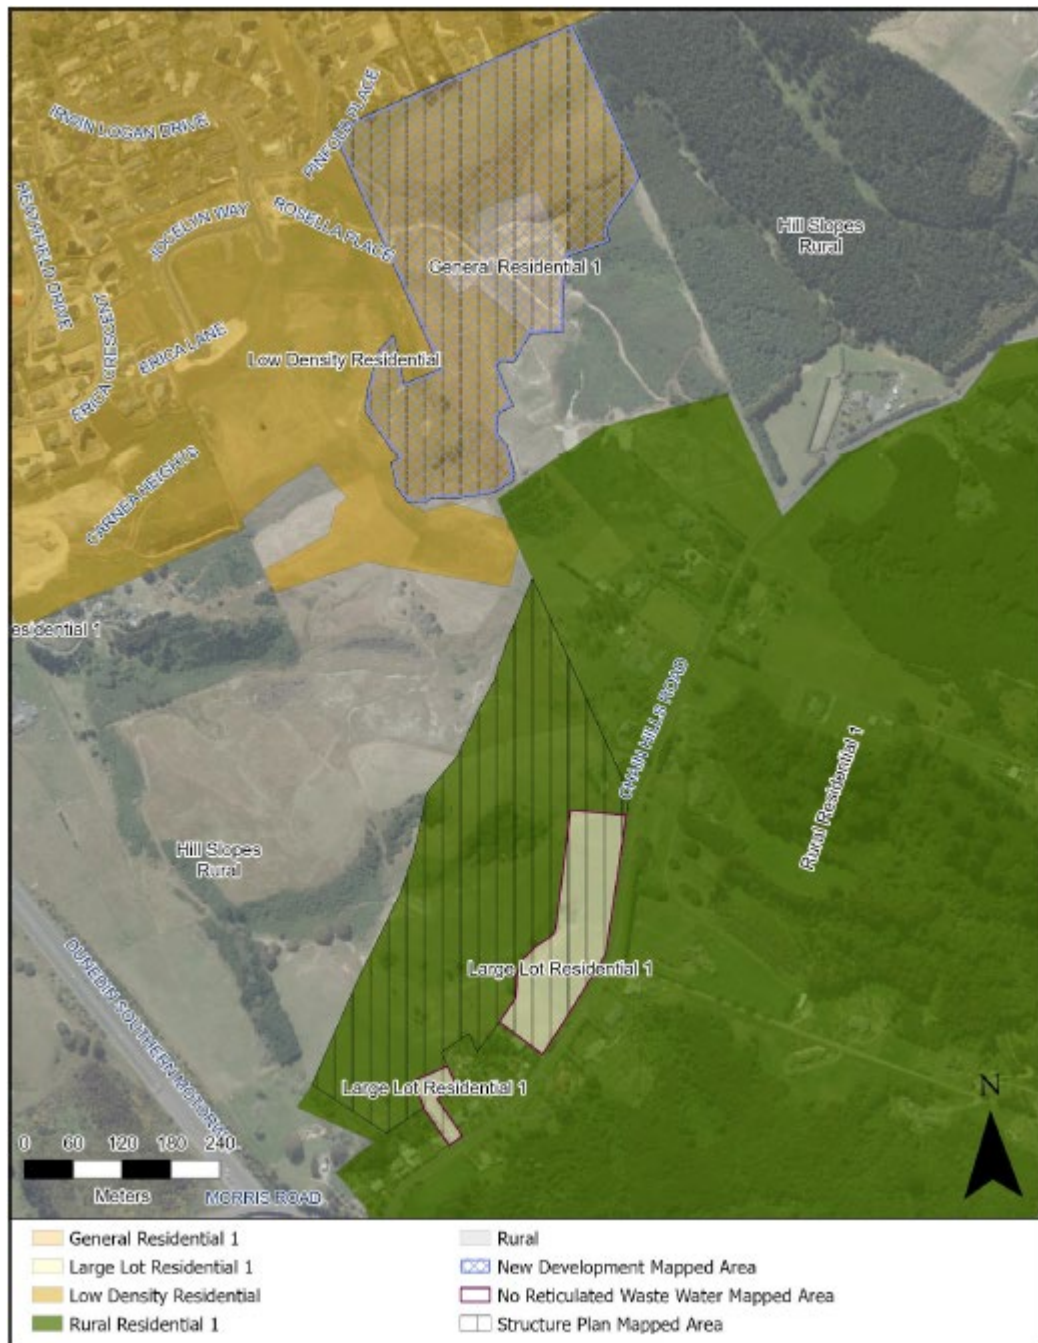 IRWIN LOGAN DRIVE
PINFOLD PLACE
HEATHFIELD DRIVE
JOCELYN WAY
ROSELLA PLACE
Hill Slopes
Rural
General Residential 1
ERICA CRESCENT
ERICA LANE
Low Density Residential
CARNEA HEIGHTS
esidential 1
CHAIN HILLS ROAD
Rural Residential 1
Hill Slopes
Rural
DUNEDIN SOUTHERN MOTORW
Large Lot Residential 1
Large Lot Residential 1
N
0 60 120 180 240
Meters
MORRIS ROAD
General Residential 1
Large Lot Residential 1
Low Density Residential
Rural Residential 1
Rural
New Development Mapped Area
No Reticulated Waste Water Mapped Area
Structure Plan Mapped Area